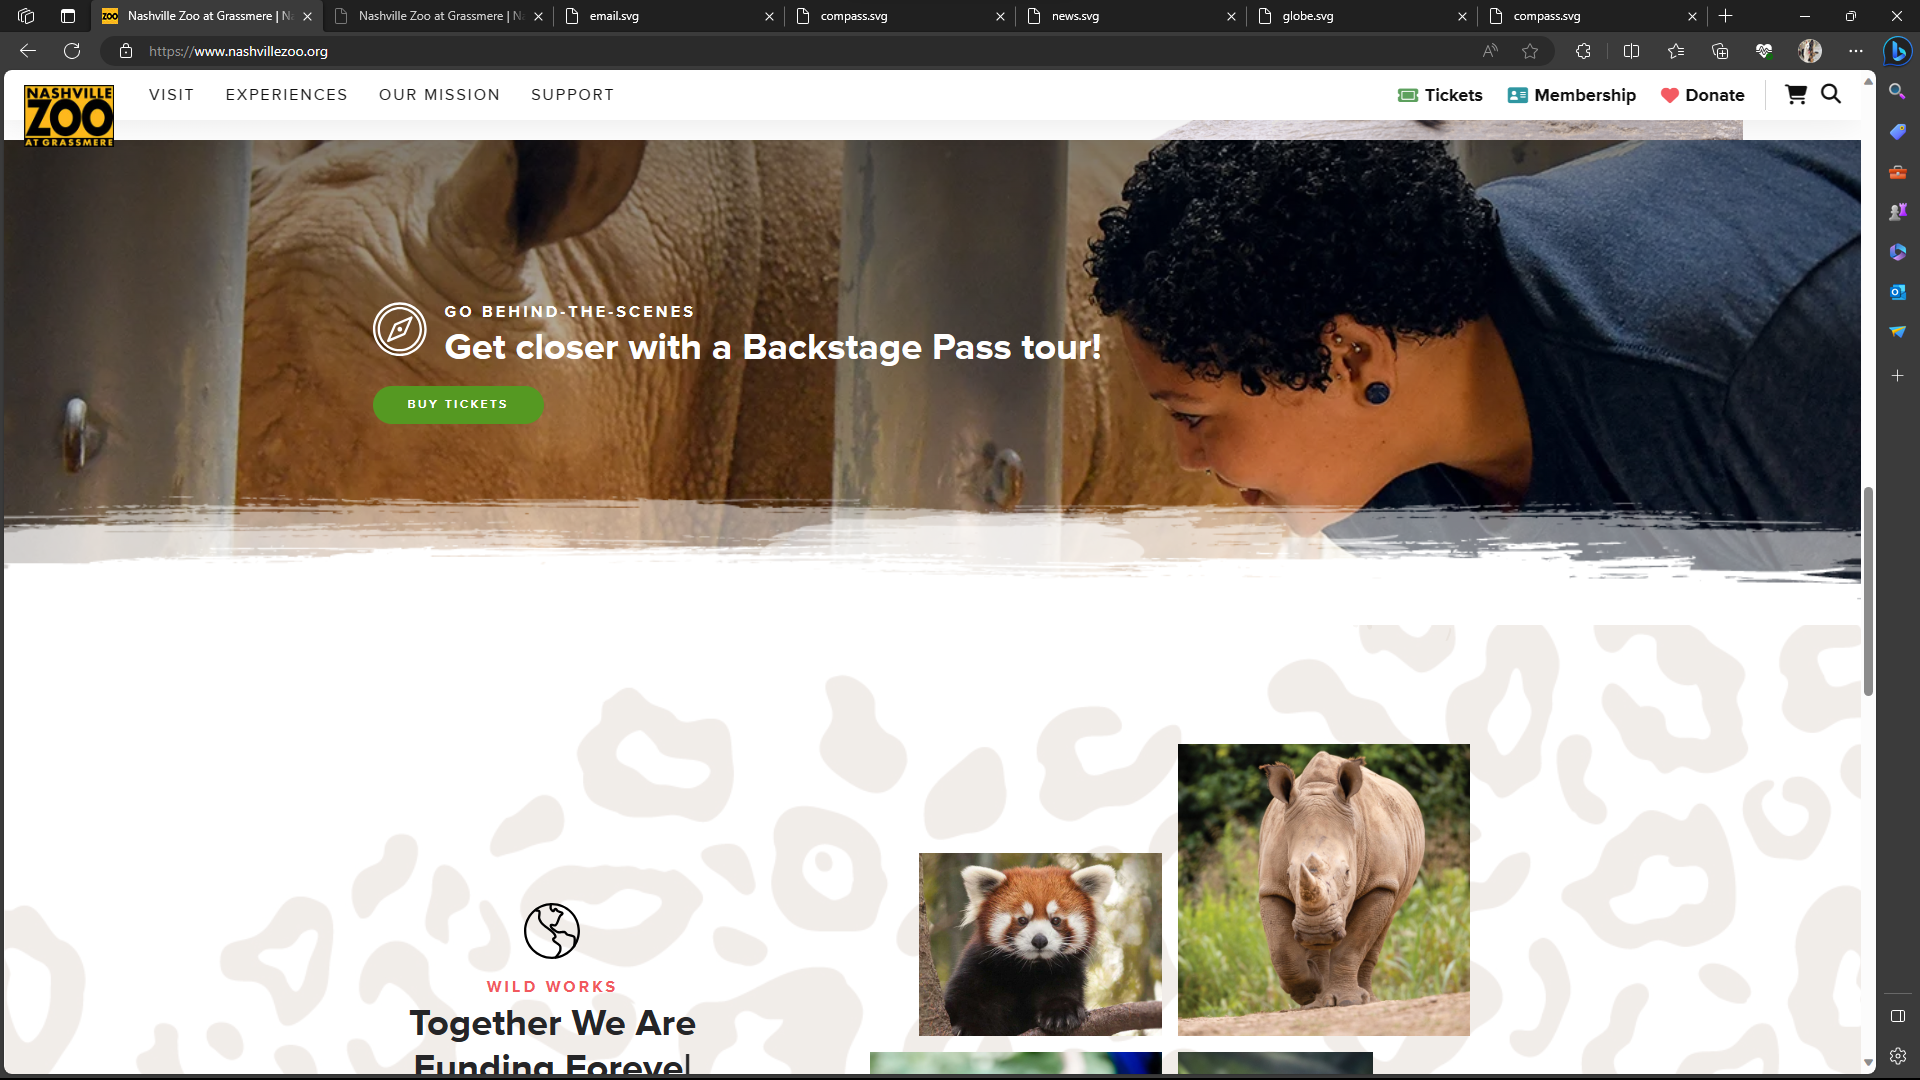 Nashville Zoo at Grassmere | N
Nashville Zoo at Grassmere | N
email.svg
compass.svg
news.svg
globe.svg
compass.svg
https://www.nashvillezoo.org
NASHVILLE
ZOO
AT GRASSMERE
VISIT
EXPERIENCES
OUR MISSION
SUPPORT
Tickets
Membership
Donate
GO BEHIND-THE-SCENES
Get closer with a Backstage Pass tour!
BUY TICKETS
WILD WORKS
Together We Are
Funding Foreve